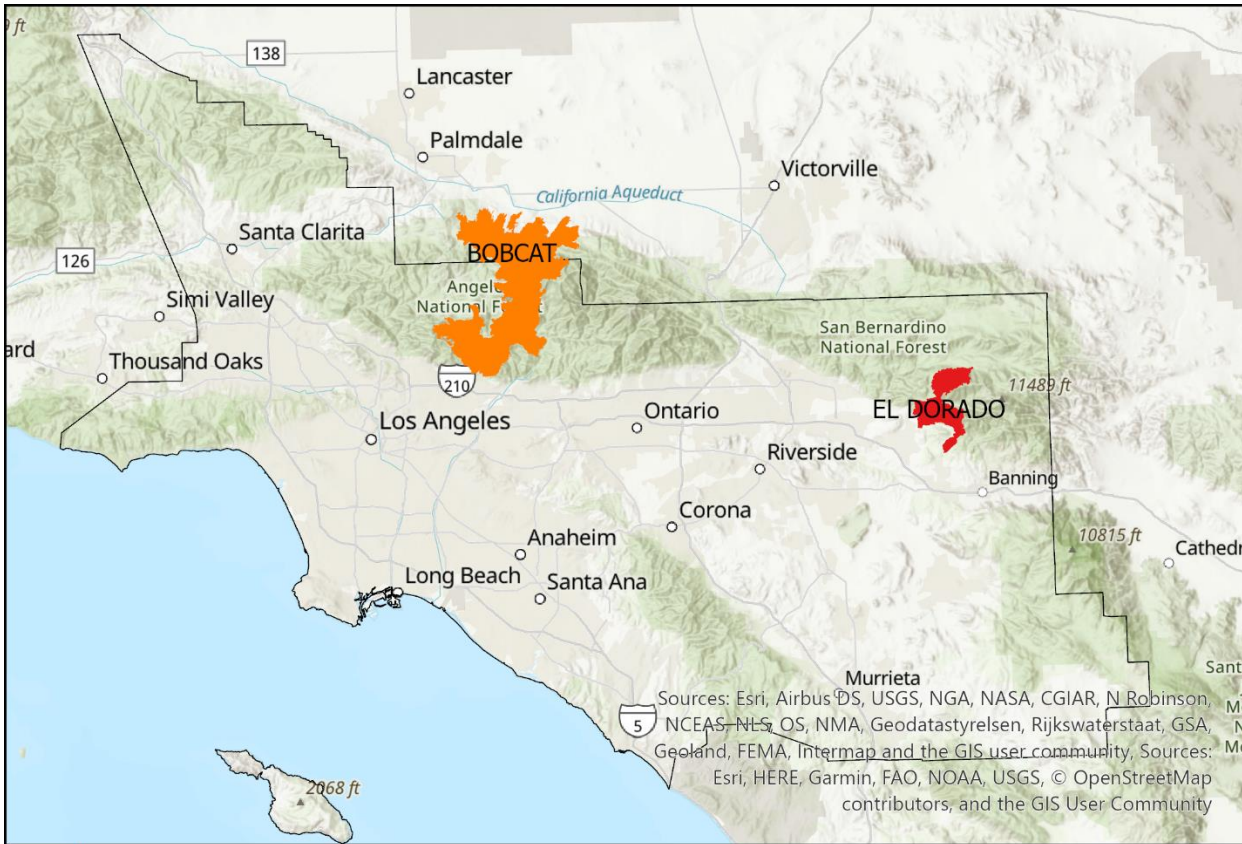 9 ft
138
Lancaster
Palmdale
Victorville
California Aqueduct
Santa Clarita
126
BOBCAT
Simi Valley
Angele
National F st
San Bernardino
National Forest
ard
Thousand Oaks
210
11489 ft
EL DORADO
Los Angeles
Ontario
Riverside
Banning
Corona
10815 ft
Anaheim
Cathedr
Long Beach
Santa Ana
Murrieta
Sant
Sources: Esri, Airbus DS, USGS, NGA, NASA, CGIAR, N Robinson,
NCEAS, NLS, OS, NMA, Geodatastyrelsen, Rijkswaterstaat, GSA,
5
Geoland, FEMA, Intermap and the GIS user community, Sources:
Esri, HERE, Garmin, FAO, NOAA, USGS, © OpenStreetMap
contributors, and the GIS User Community
2068 ft